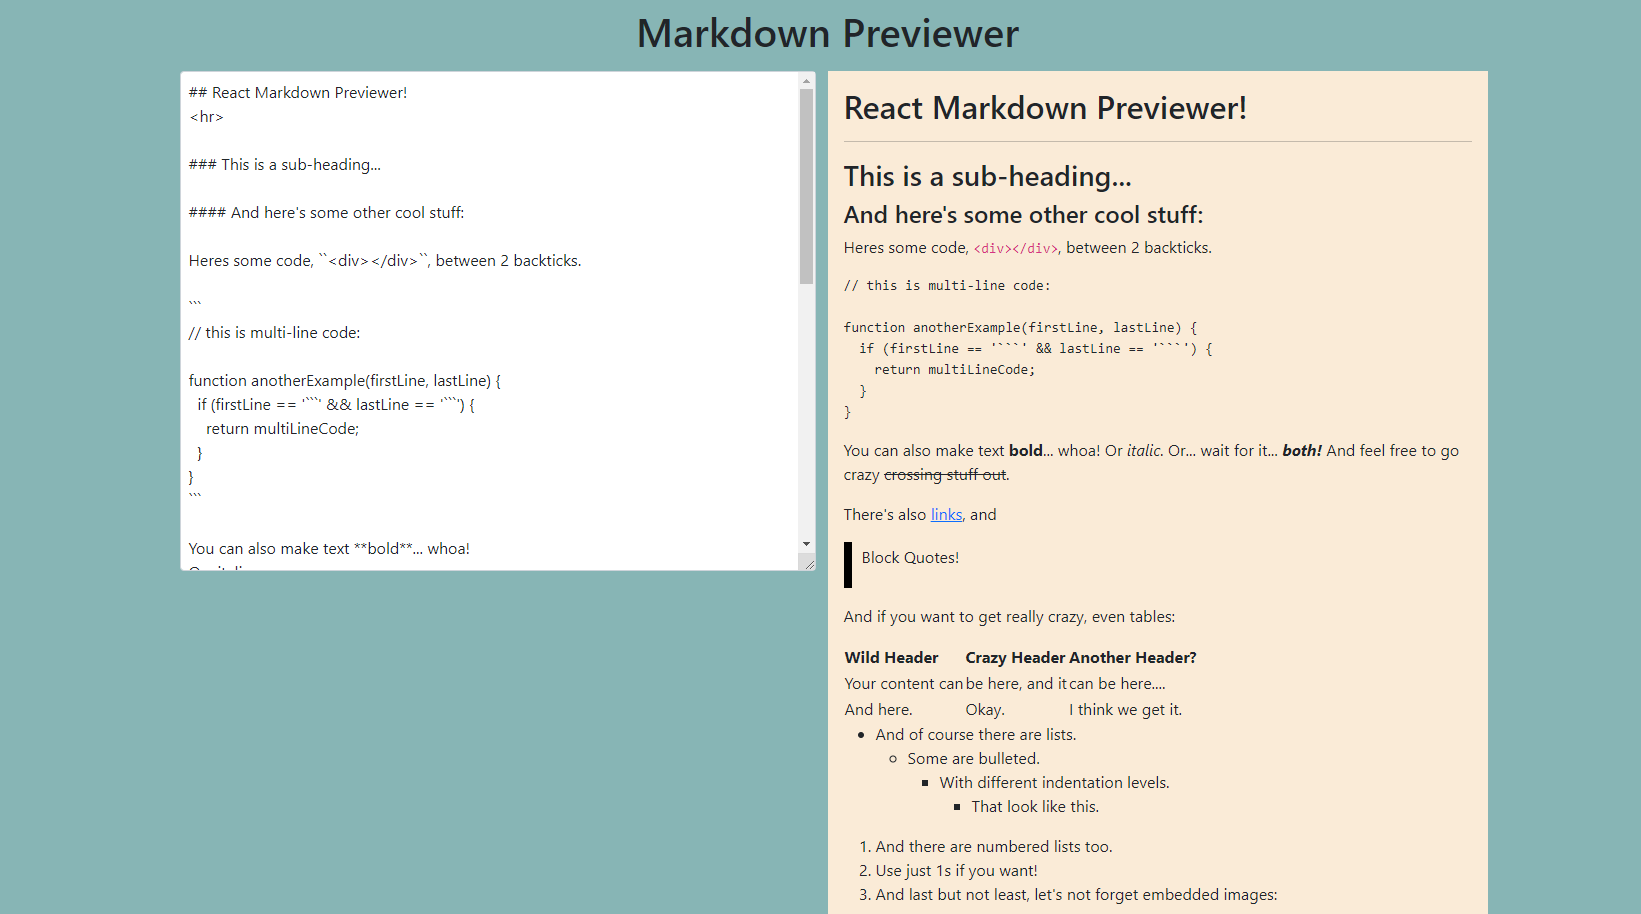 Markdown Previewer
## React Markdown Previewer!
<hr>
### This is a sub-heading...
#### And here's some other cool stuff:
Heres some code, ``<div></div>``, between 2 backticks.
```
// this is multi-line code:
function anotherExample(firstLine, lastLine) {
  if (firstLine == '```' && lastLine == '```') {
    return multiLineCode;
  }
}
```
You can also make text **bold**... whoa!
React Markdown Previewer!
This is a sub-heading...
And here's some other cool stuff:
Heres some code, <div></div>, between 2 backticks.
// this is multi-line code:
function anotherExample(firstLine, lastLine) {
  if (firstLine == '```' && lastLine == '```') {
    return multiLineCode;
  }
}
You can also make text bold... whoa! Or italic. Or... wait for it... both! And feel free to go
crazy crossing stuff out.
There's also links, and
Block Quotes!
And if you want to get really crazy, even tables:
Wild Header Crazy Header Another Header?
Your content can be here, and it can be here....
And here. Okay. I think we get it.
• And of course there are lists.
◦ Some are bulleted.
▪ With different indentation levels.
▪ That look like this.
1. And there are numbered lists too.
2. Use just 1s if you want!
3. And last but not least, let's not forget embedded images: